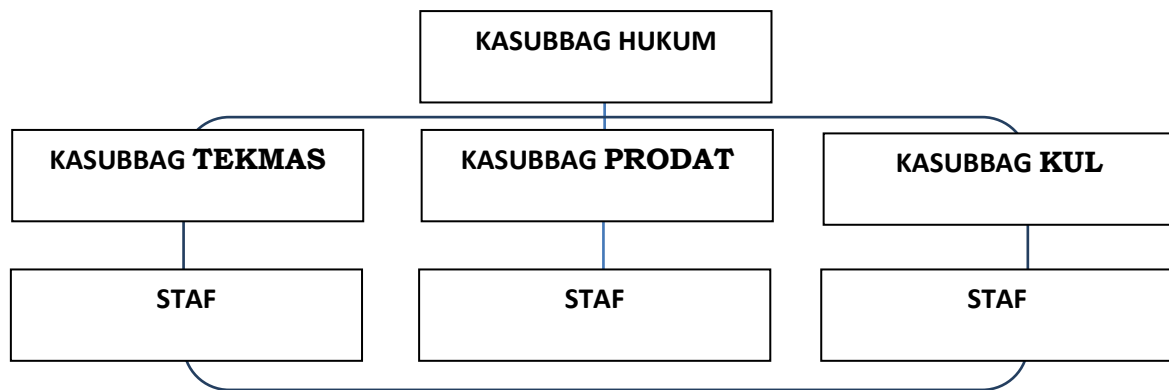 KASUBBAG HUKUM
KASUBBAG TEKMAS
KASUBBAG PRODAT
KASUBBAG KUL
STAF
STAF
STAF